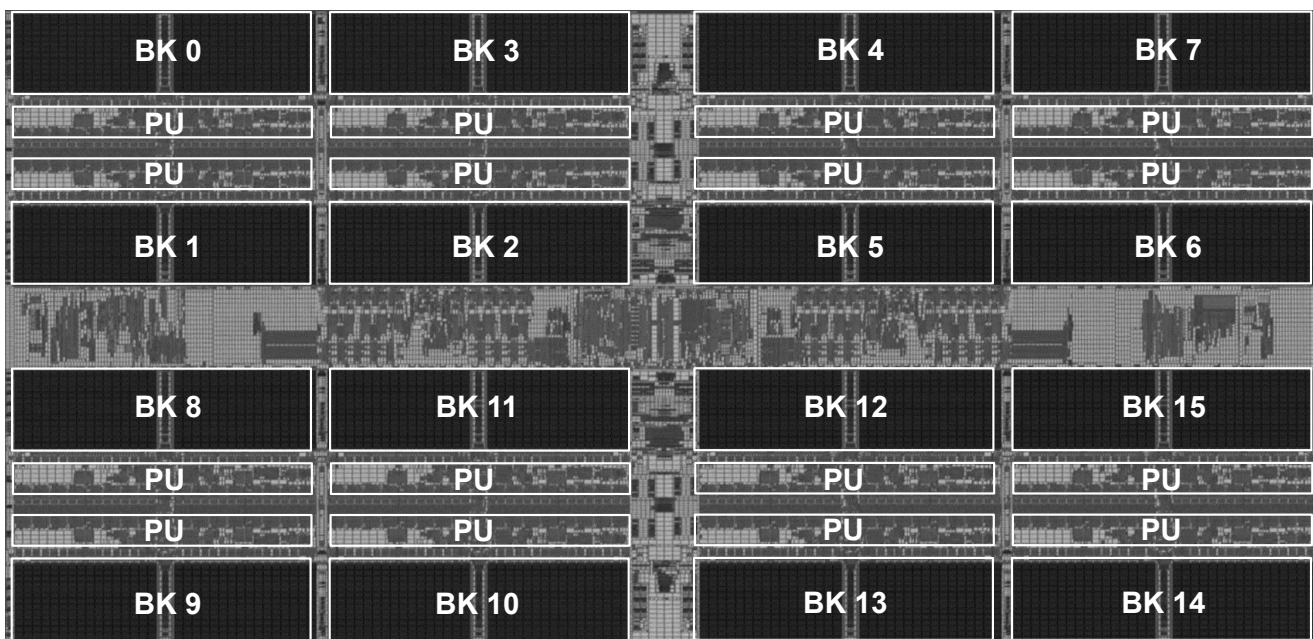 BK 0 BK 3 BK 4 BK 7
PU PU PU PU
PU PU PU PU
BK 1 BK 2 BK 5 BK 6
BK 8 BK 11 BK 12 BK 15
PU PU PU PU
PU PU PU PU
BK 9 BK 10 BK 13 BK 14